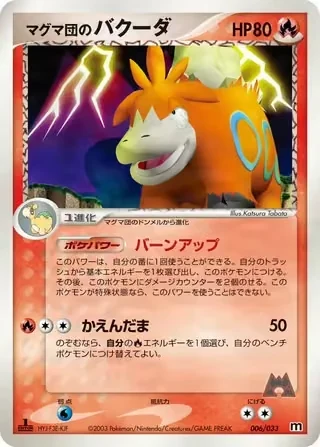 マグマ団のバクーダ HP80
Illus.Katsura Tabata
1進化 マグマ団のドンメルから進化
ポケパワー バーンアップ
このパワーは、自分の番に1回使うことができる。自分のトラ
ッシュから基本エネルギーを1枚選び出し、このポケモンにつける。
その後、このポケモンにダメージカウンターを2個のせる。この
ポケモンが特殊状態なら、このパワーを使うことはできない。
かえんだま 50
のぞむなら、自分のエネルギーを1個選び、自分のベンチ
ポケモンにつけ替えてよい。
弱点 抵抗力 にげる
1 EDITION
©2003 Pokémon/Nintendo/Creatures/GAME FREAK.
006/033 m